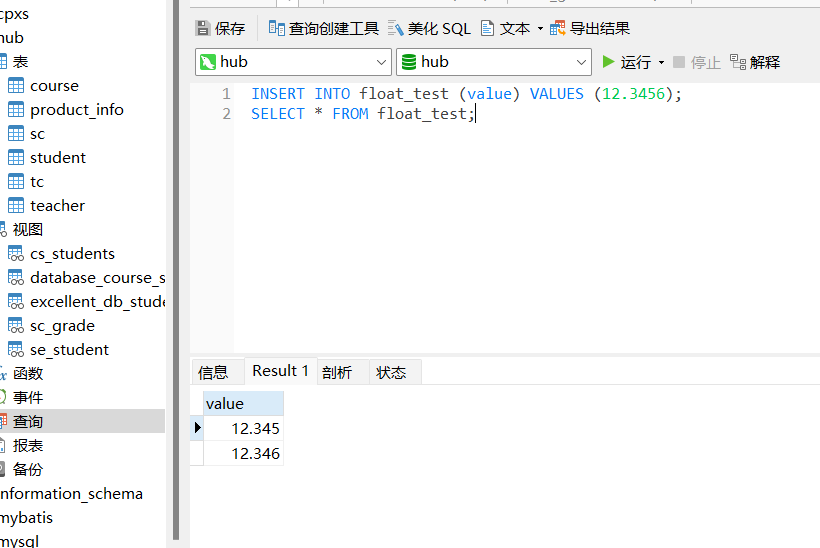 cpxs
hub
表
course
product_info
sc
student
tc
teacher
视图
cs_students
database_course_s
excellent_db_stude
sc_grade
se_student
函数
事件
查询
报表
备份
nformation_schema
mybatis
mysql
保存 查询创建工具 美化 SQL 文本 导出结果
hub hub 运行 停止 解释
1 INSERT INTO float_test (value) VALUES (12.3456);
2 SELECT * FROM float_test;
信息 Result 1 剖析 状态
value
12.345
12.346